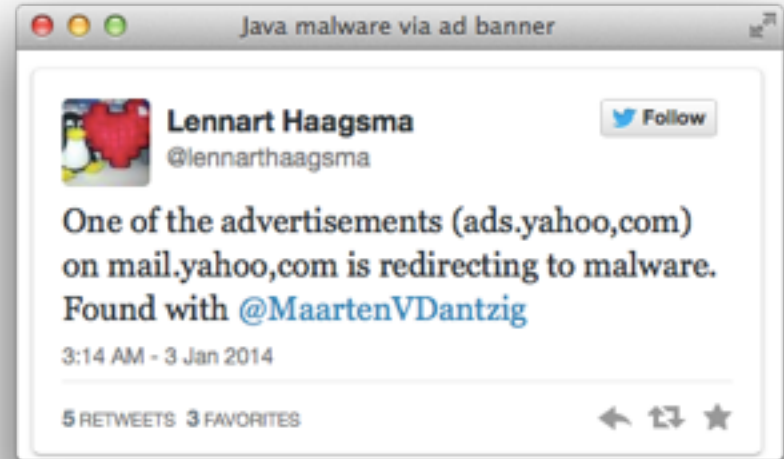 Java malware via ad banner
Lennart Haagsma
Follow
@lennarthaagsma
One of the advertisements (ads.yahoo,com)
on mail.yahoo,com is redirecting to malware.
Found with @MaartenVDantzig
3:14 AM - 3 Jan 2014
5 RETWEETS 3 FAVORITES